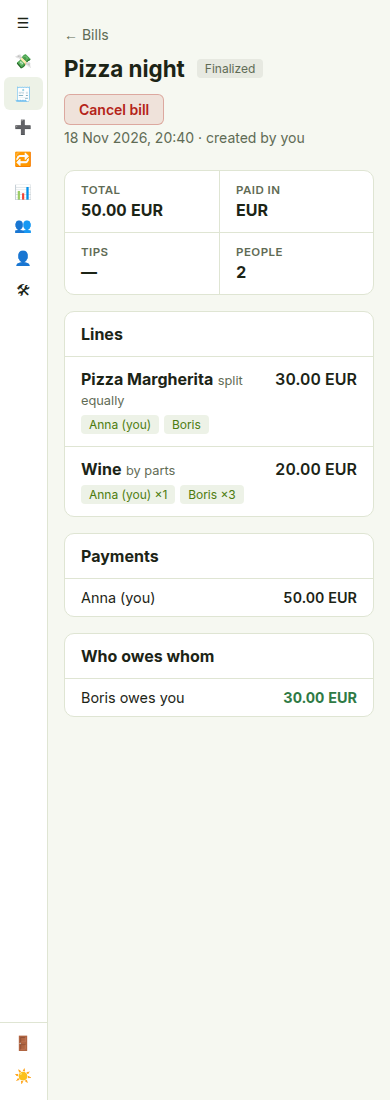 ← Bills
Pizza night Finalized
Cancel bill
18 Nov 2026, 20:40 · created by you
TOTAL
50.00 EUR
PAID IN
EUR
TIPS
—
PEOPLE
2
Lines
Pizza Margherita split equally 30.00 EUR
Anna (you) Boris
Wine by parts 20.00 EUR
Anna (you) ×1 Boris ×3
Payments
Anna (you) 50.00 EUR
Who owes whom
Boris owes you 30.00 EUR